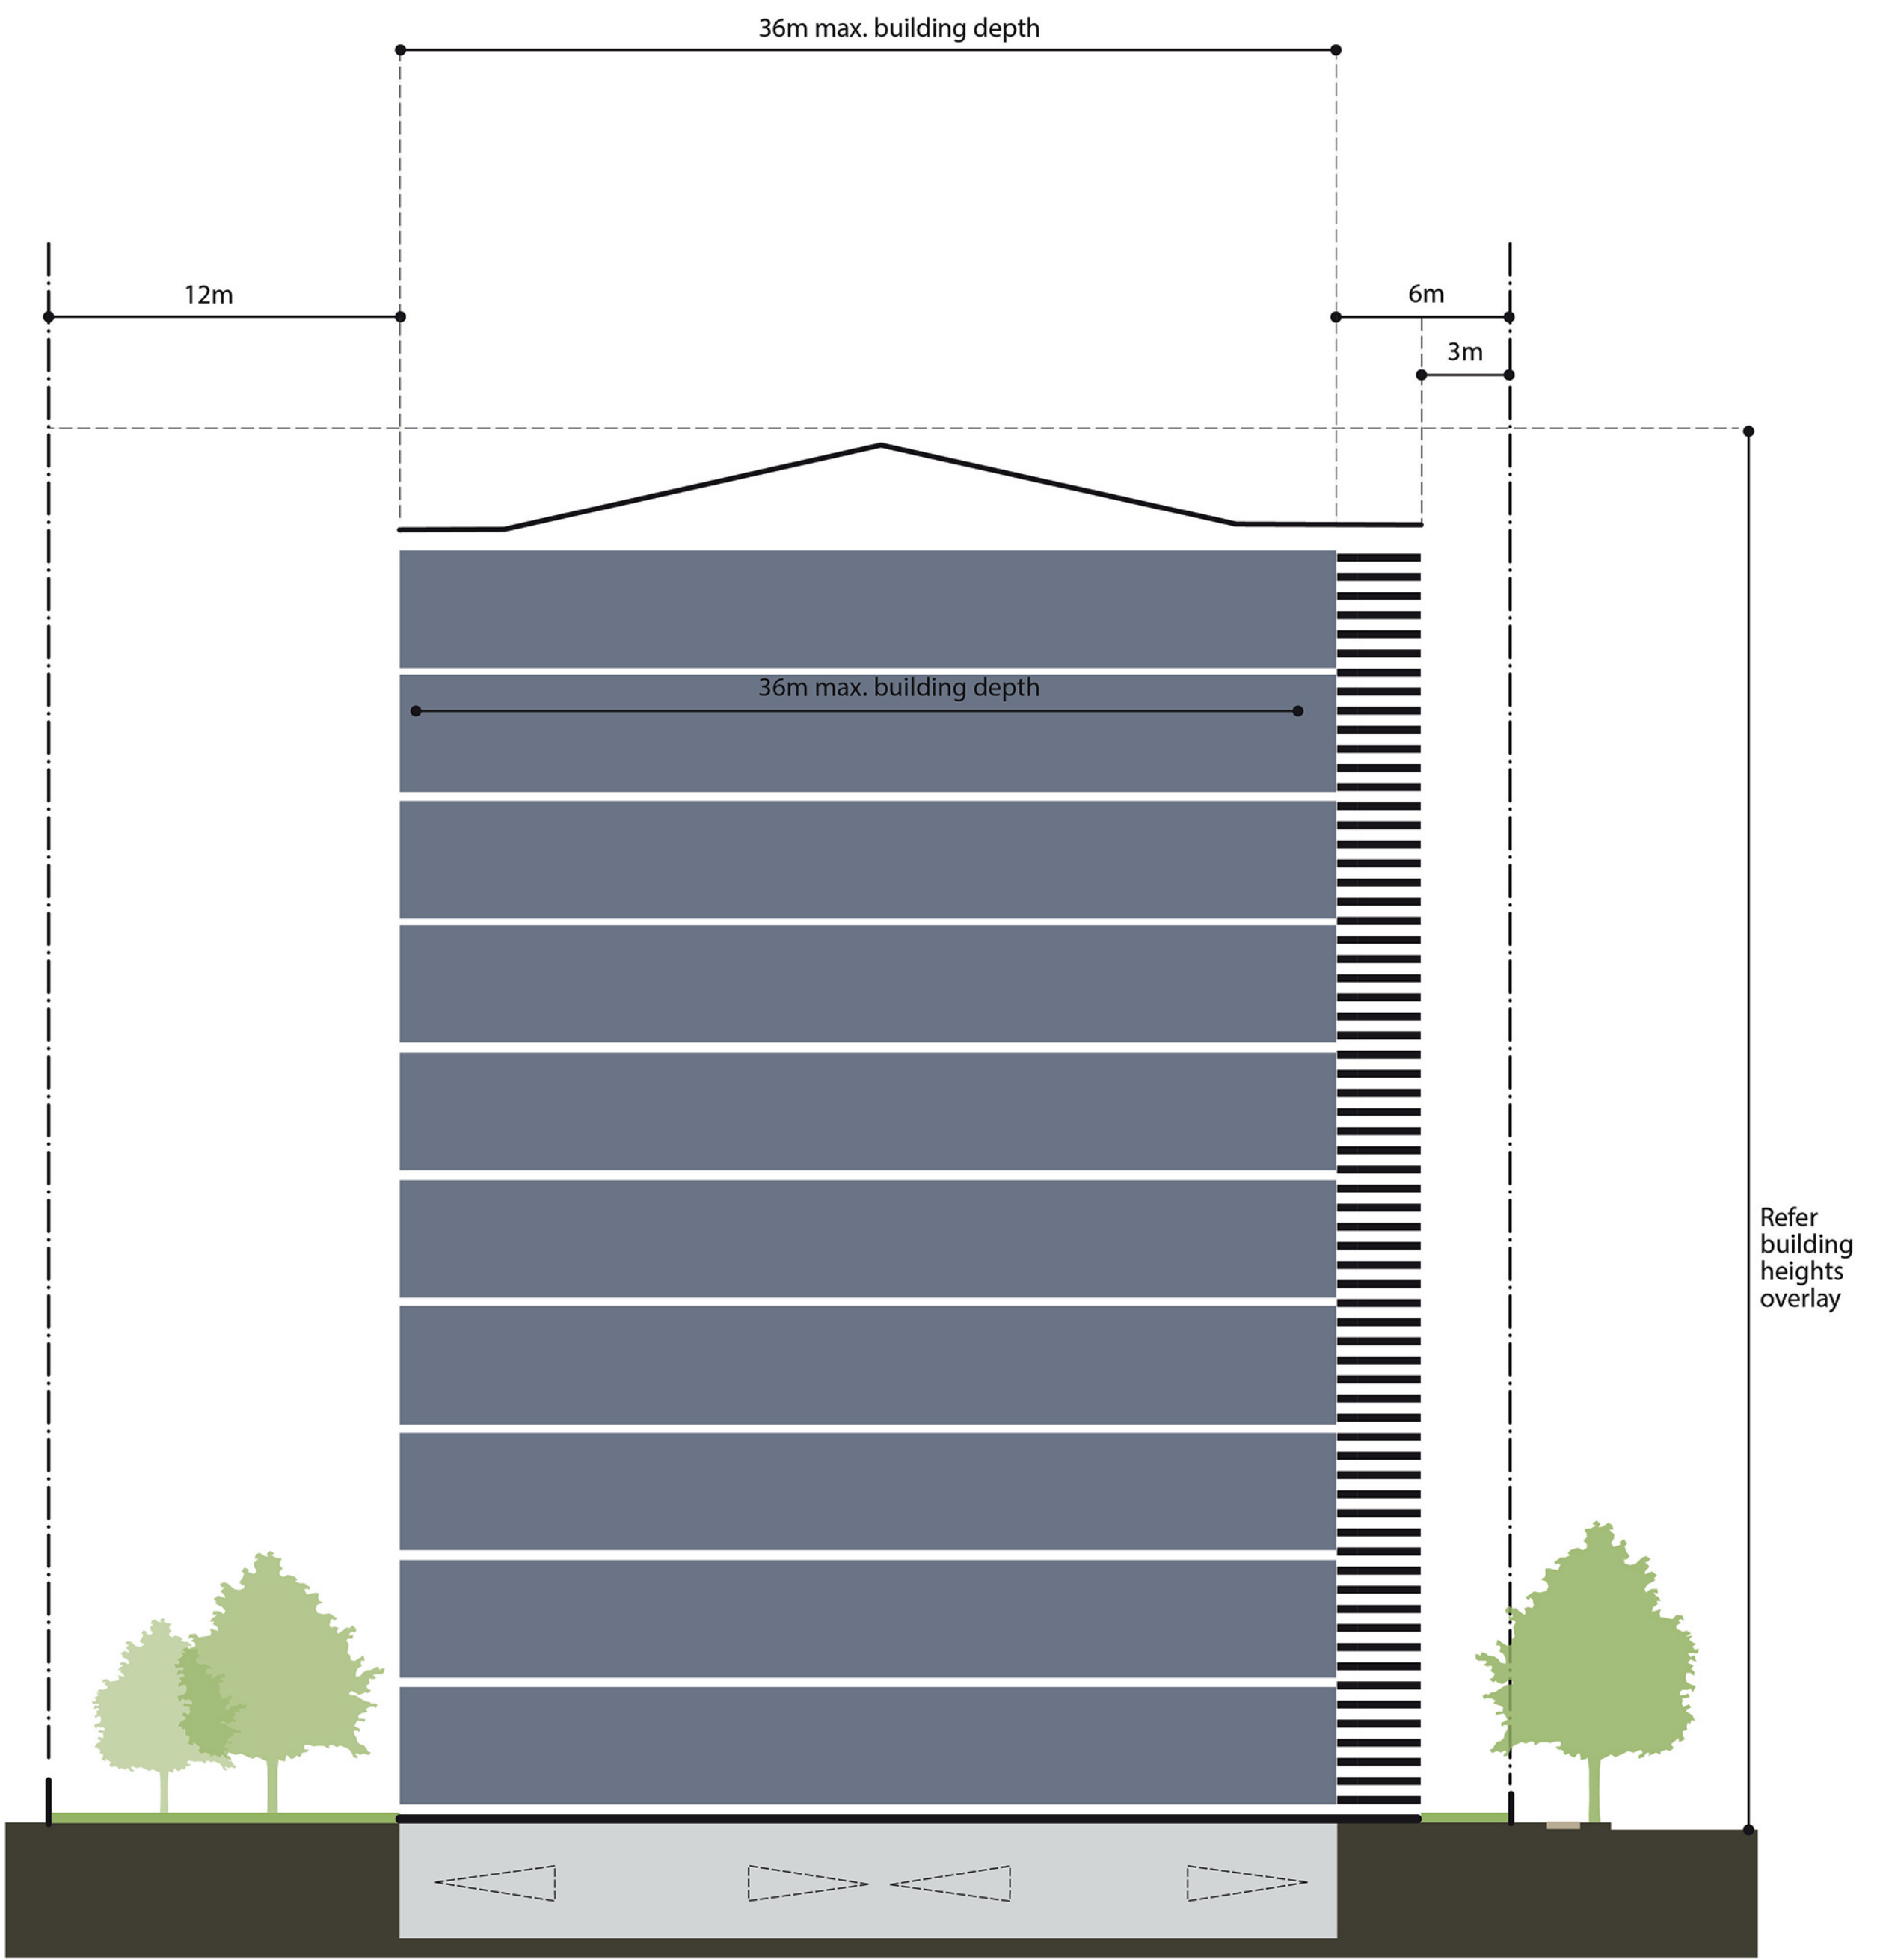 36m max. building depth
12m
6m
3m
36m max. building depth
Refer
building
heights
overlay